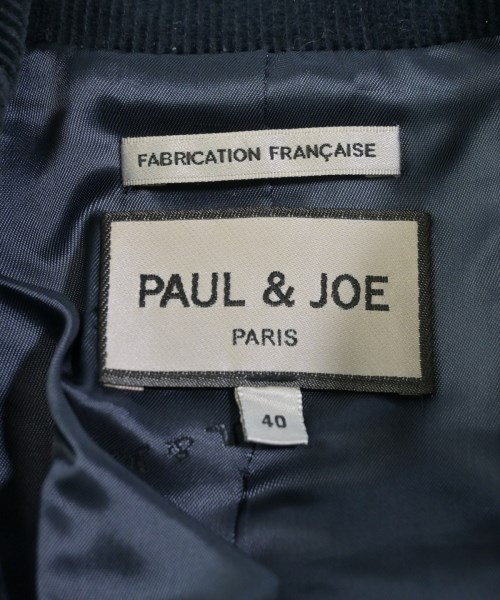 FABRICATION FRANÇAISE
PAUL & JOE
PARIS
40